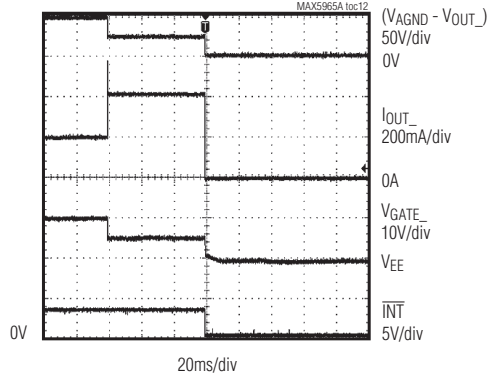 MAX5965A toc12
T
(VAGND - VOUT_)
50V/div
0V
IOUT_
200mA/div
0A
VGATE_
10V/div
VEE
INT
5V/div
0V
20ms/div